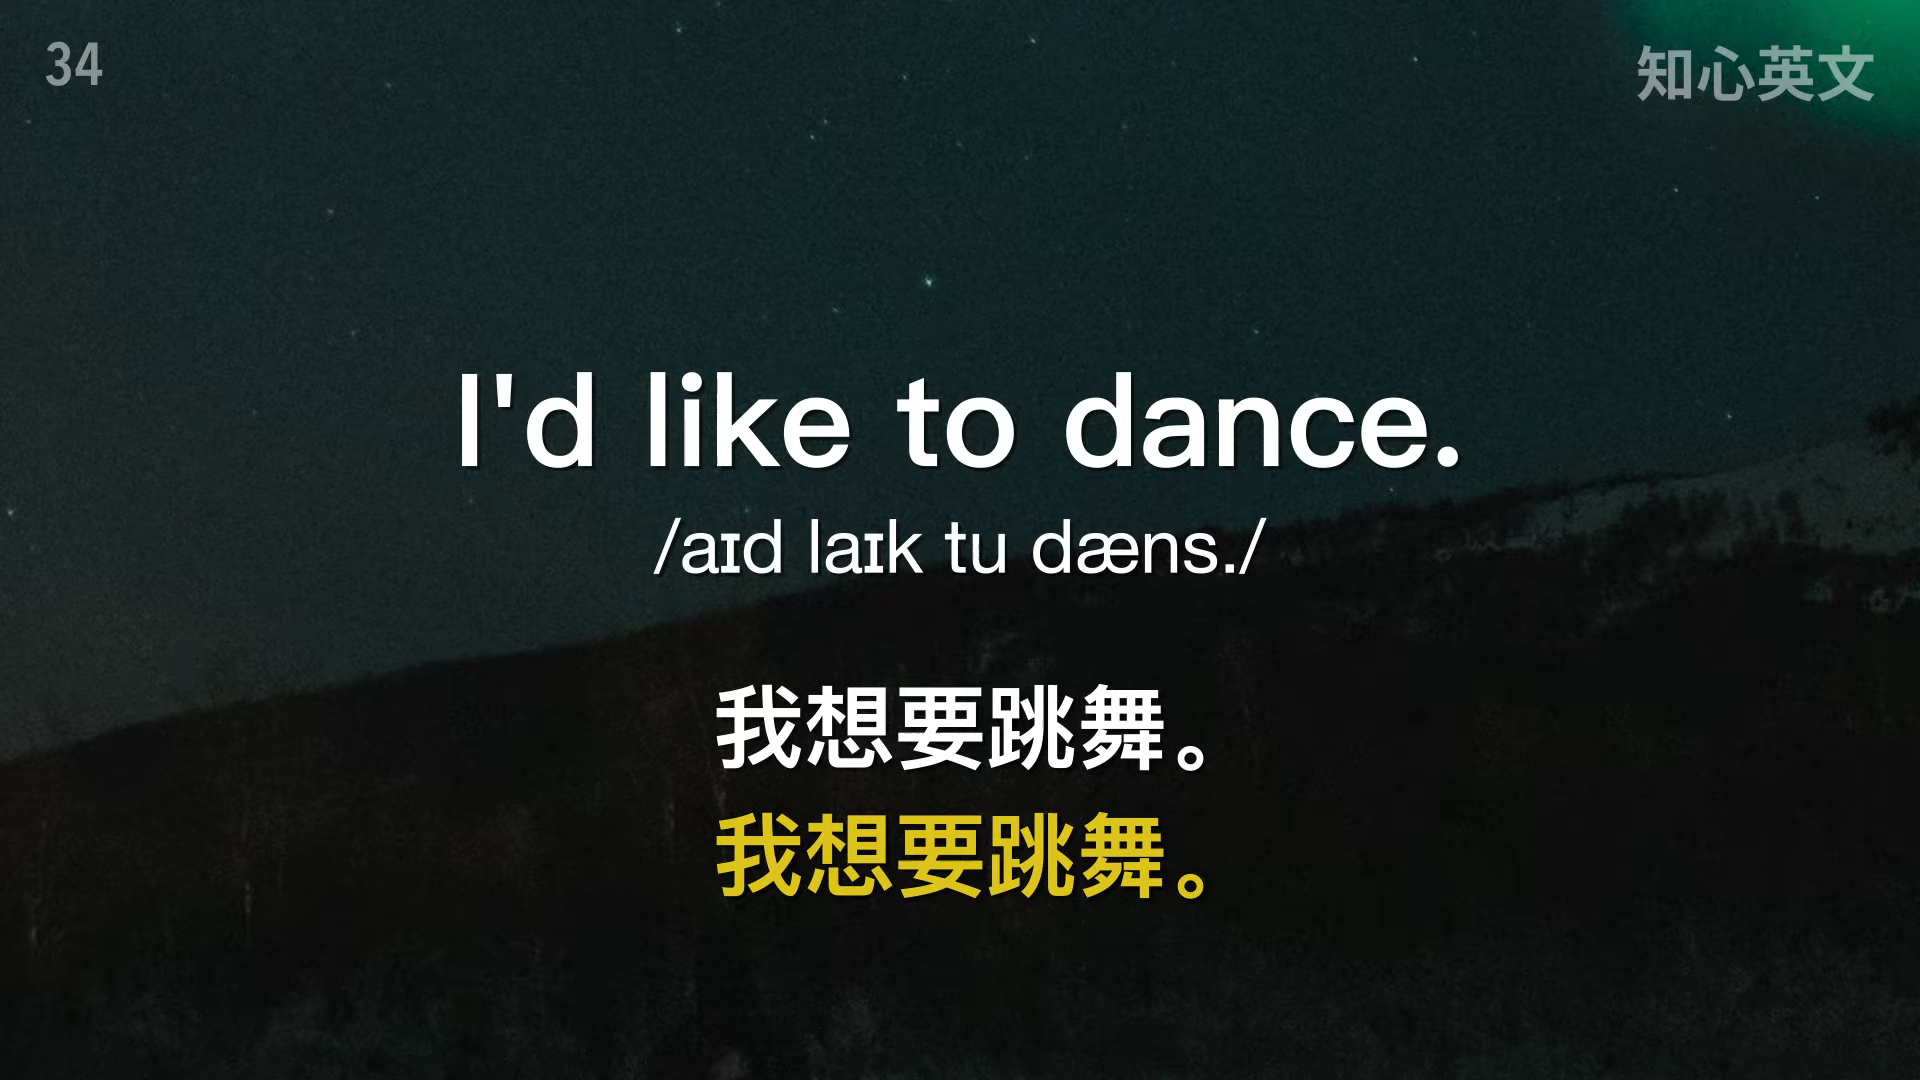 34
知心英文
I'd like to dance.
/aɪd laɪk tu dæns./
我想要跳舞。
我想要跳舞。